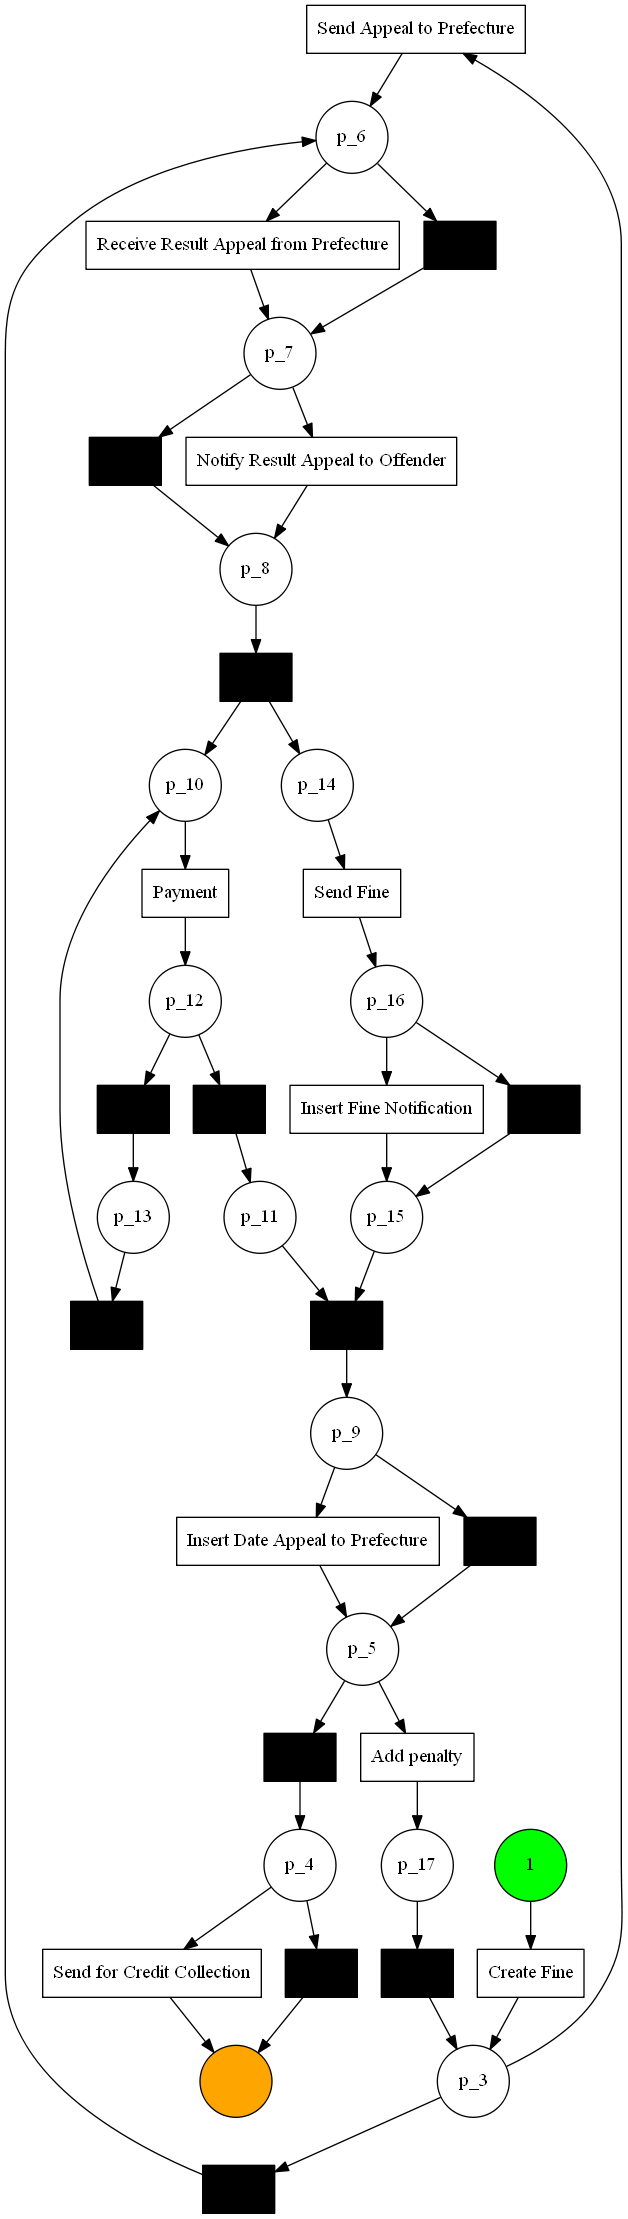 Send Appeal to Prefecture
p_6
Receive Result Appeal from Prefecture
p_7
Notify Result Appeal to Offender
p_8
p_10
p_14
Payment
Send Fine
p_12
p_16
Insert Fine Notification
p_13
p_11
p_15
p_9
Insert Date Appeal to Prefecture
p_5
Add penalty
p_4
p_17
1
Send for Credit Collection
Create Fine
p_3